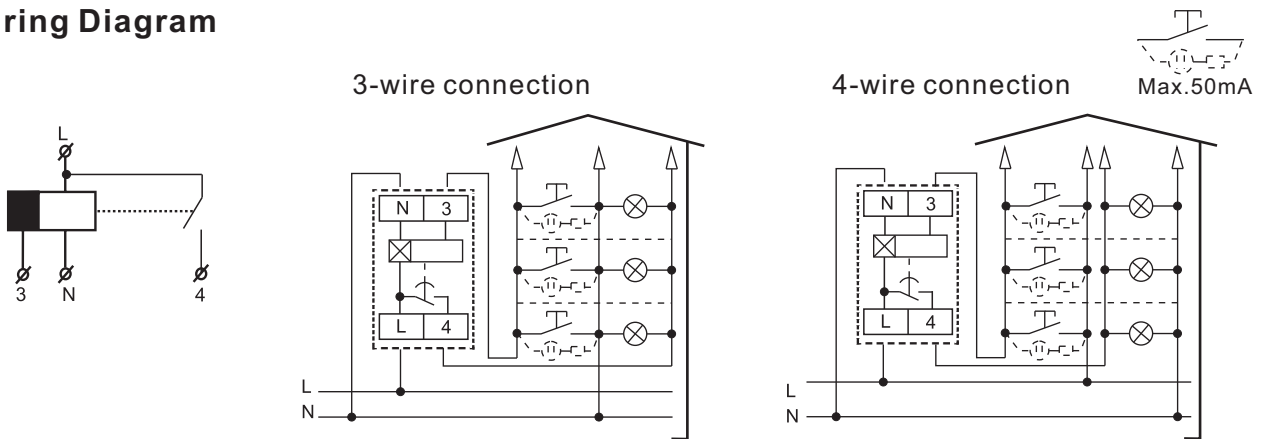 ring Diagram
3-wire connection
4-wire connection
Max.50mA
L
3
N
4
N 3
L 4
L
N
N 3
L 4
L
N